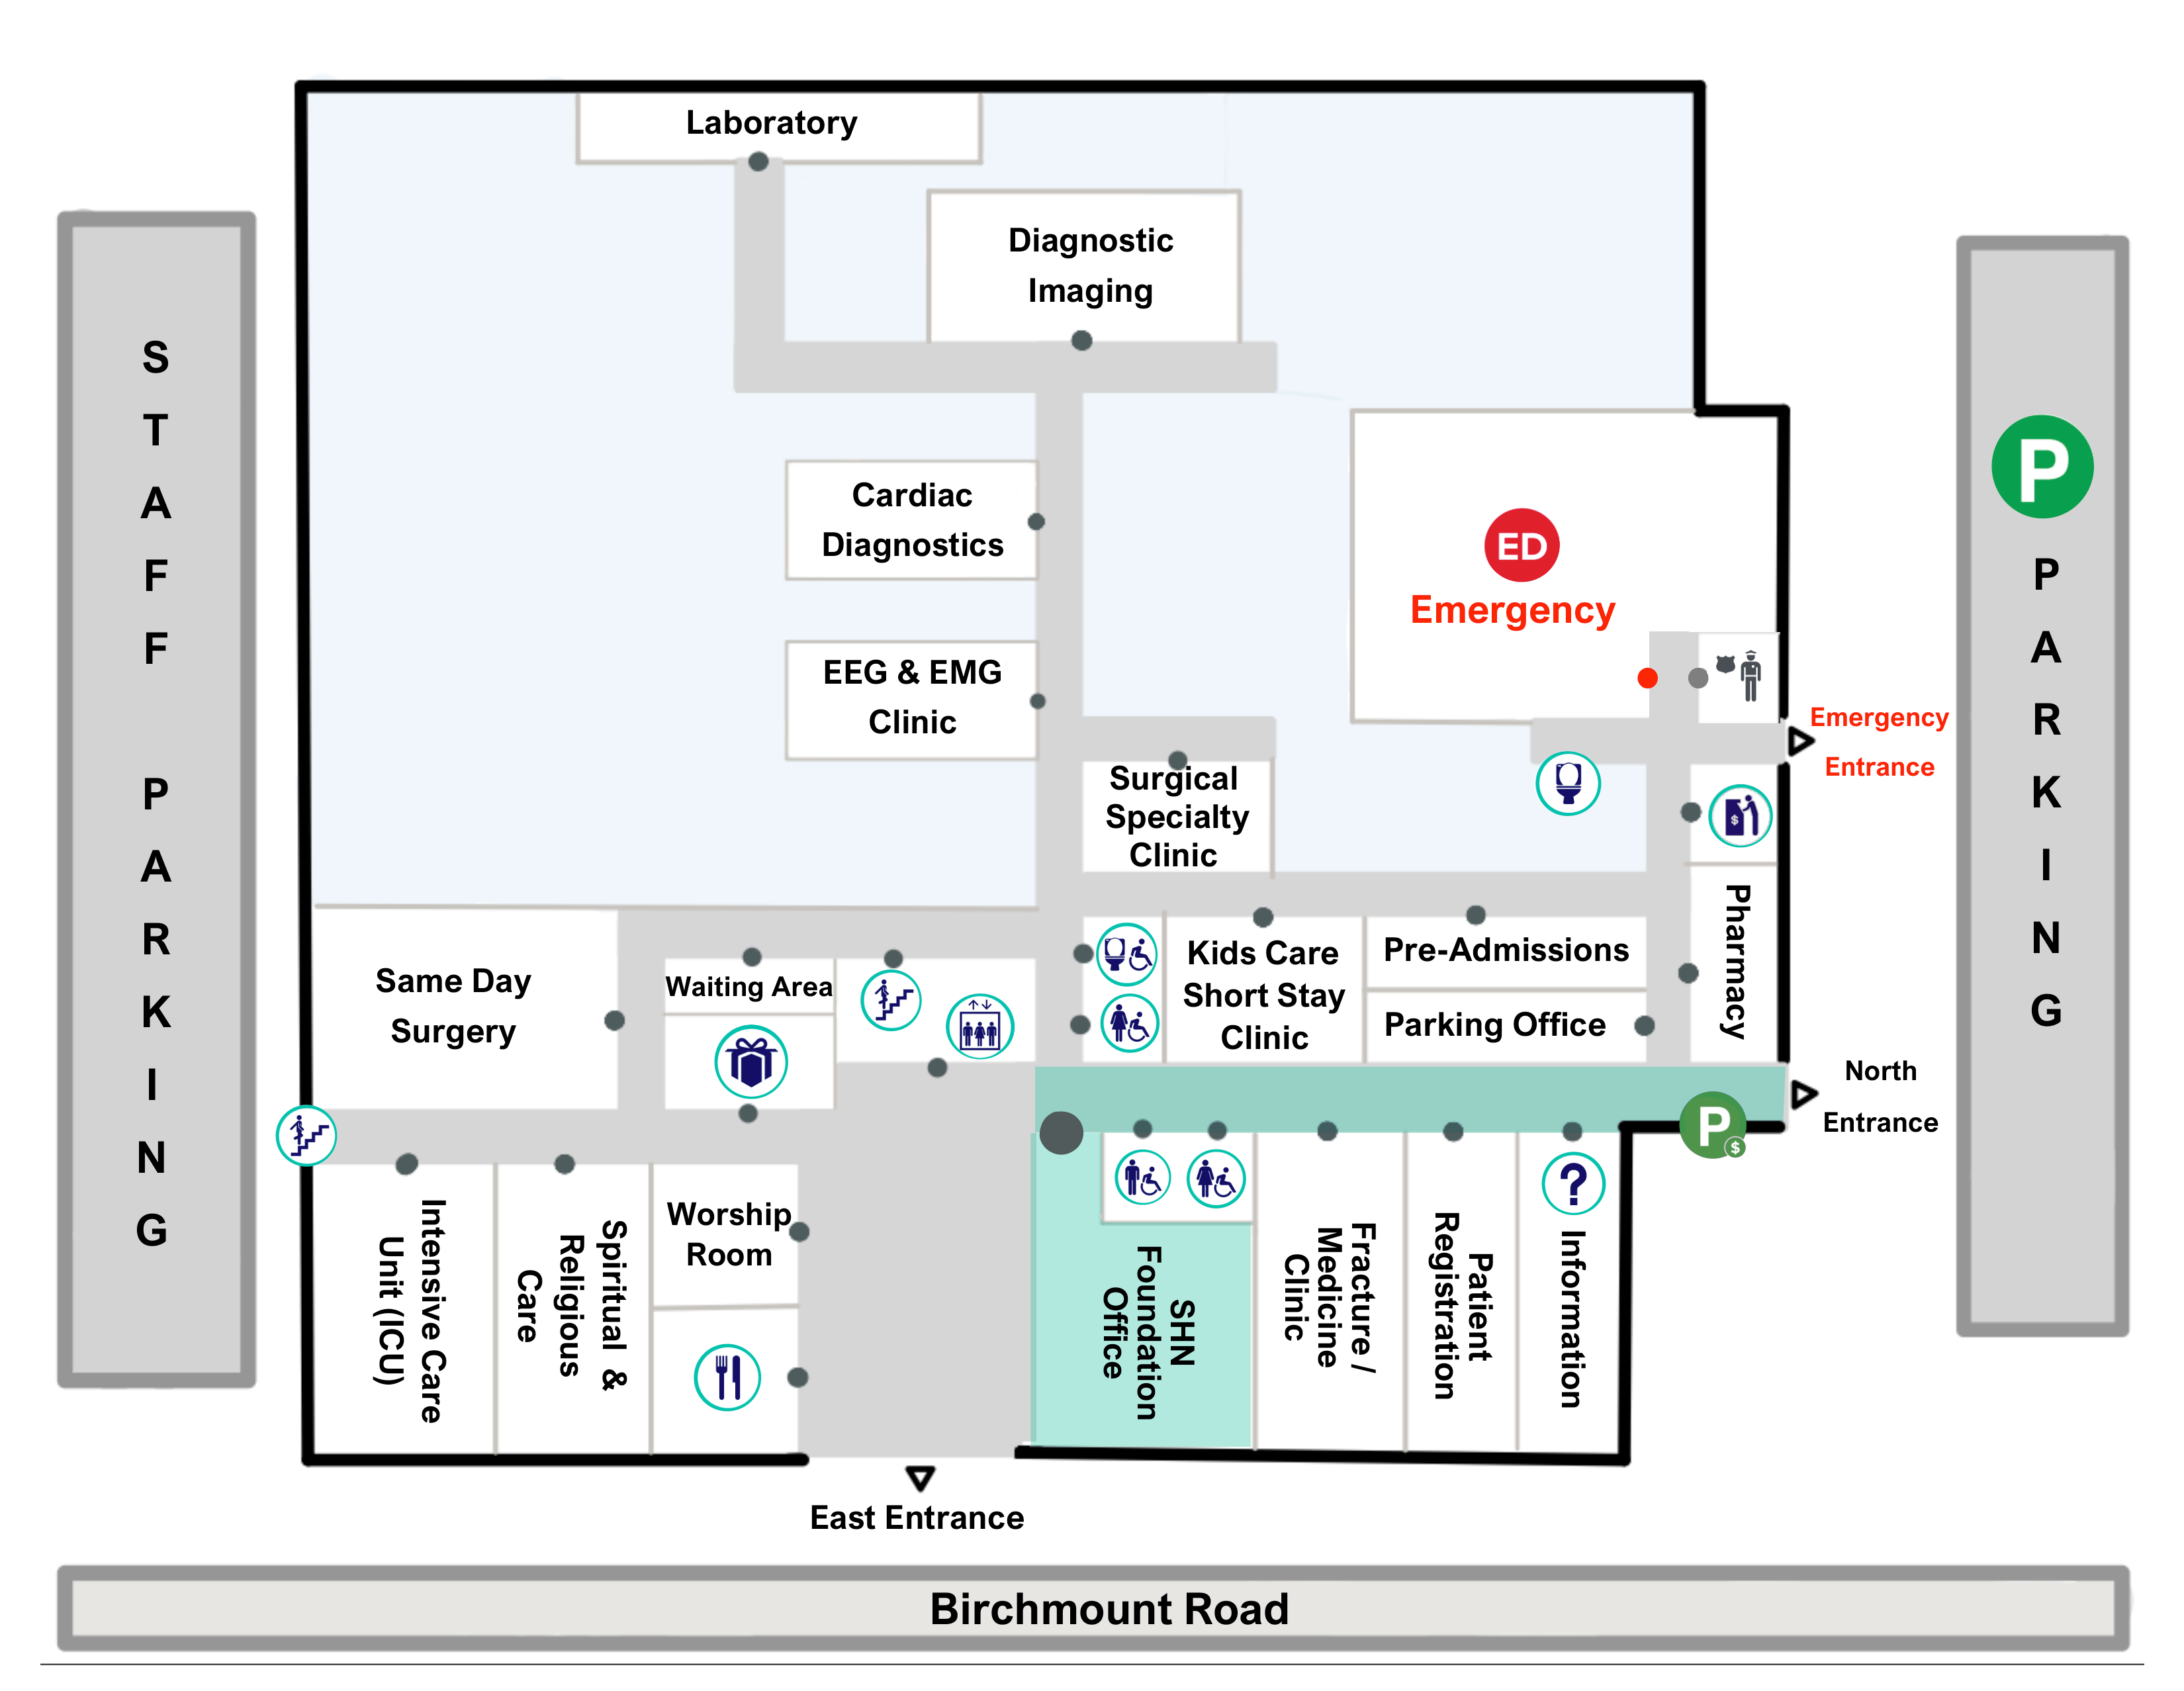 Laboratory
Diagnostic
Imaging
STAFF PARKING
P
PARKING
Cardiac
Diagnostics
ED
Emergency
EEG & EMG
Clinic
Emergency
Entrance
Surgical
Specialty
Clinic
$
Pharmacy
Same Day
Surgery
Waiting Area
Kids Care
Short Stay
Clinic
Pre-Admissions
Parking Office
North
Entrance
P
$
Intensive Care
Unit (ICU)
Spiritual &
Religious
Care
Worship
Room
SHN
Foundation
Office
Fracture /
Medicine
Clinic
Patient
Registration
?
Information
East Entrance
Birchmount Road